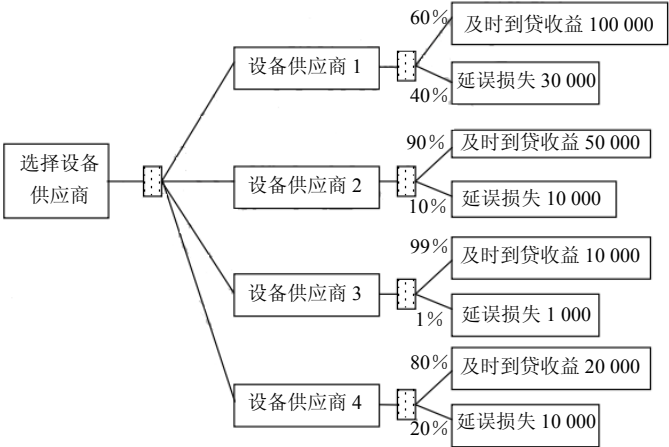 60%
及时到贷收益 100 000
设备供应商 1
40%
延误损失 30 000
90%
及时到贷收益 50 000
选择设备
供应商
设备供应商 2
10%
延误损失 10 000
99%
及时到贷收益 10 000
设备供应商 3
1%
延误损失 1 000
80%
及时到贷收益 20 000
设备供应商 4
20%
延误损失 10 000